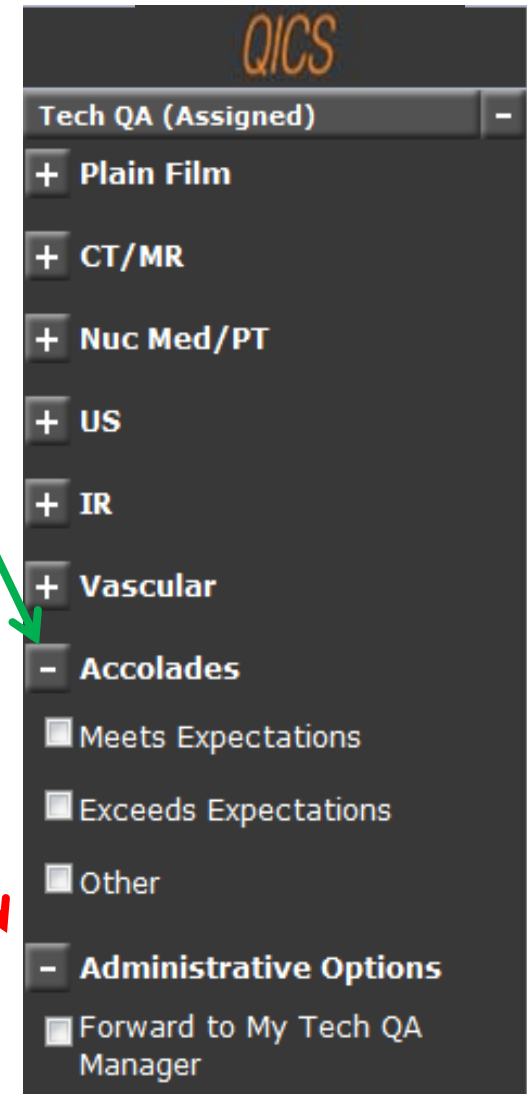 QICS
Tech QA (Assigned) -
+ Plain Film
+ CT/MR
+ Nuc Med/PT
+ US
+ IR
+ Vascular
- Accolades
Meets Expectations
Exceeds Expectations
Other
- Administrative Options
Forward to My Tech QA
Manager